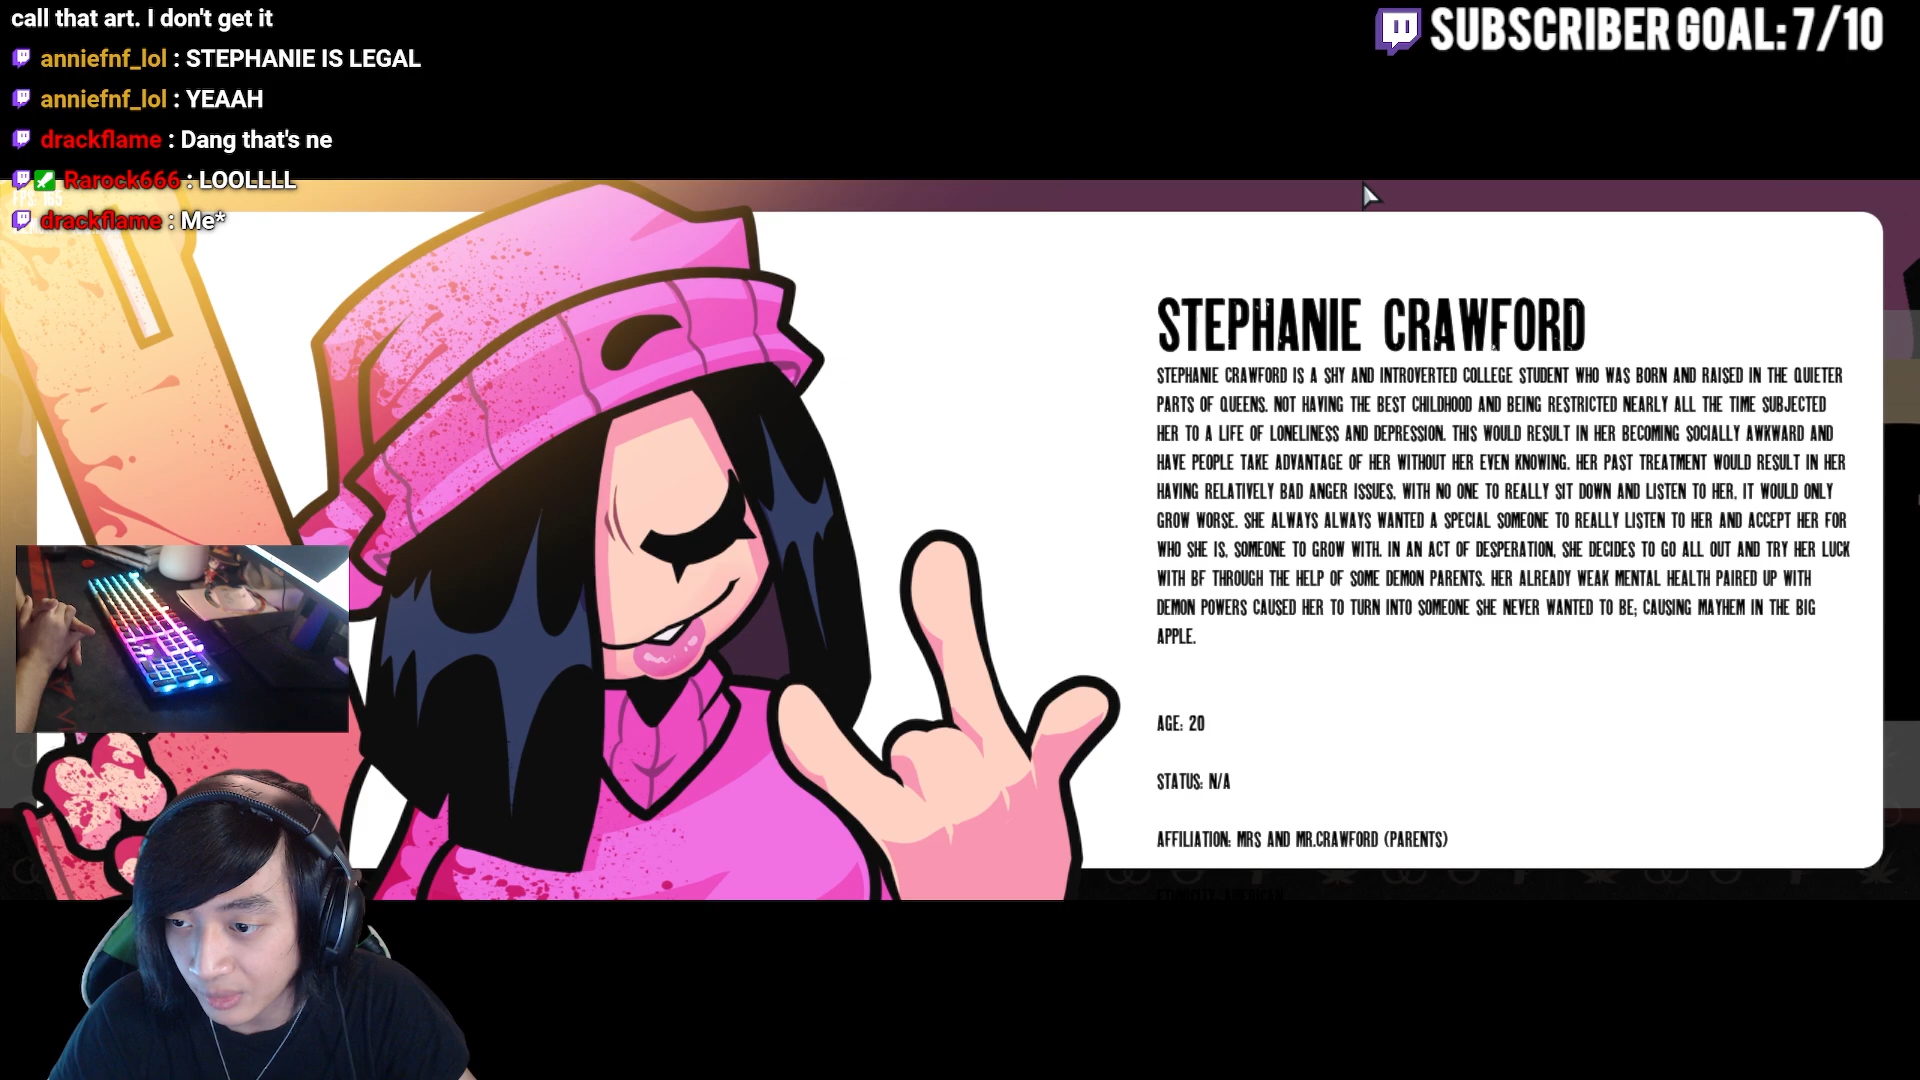 call that art. I don't get it
anniefnf_lol : STEPHANIE IS LEGAL
anniefnf_lol : YEAAH
drackflame : Dang that's ne
Rarock666 : LOOLLLL
FPS: 165
drackflame : Me*
SUBSCRIBER GOAL: 7/10
STEPHANIE CRAWFORD
STEPHANIE CRAWFORD IS A SHY AND INTROVERTED COLLEGE STUDENT WHO WAS BORN AND RAISED IN THE QUIETER
PARTS OF QUEENS. NOT HAVING THE BEST CHILDHOOD AND BEING RESTRICTED NEARLY ALL THE TIME SUBJECTED
HER TO A LIFE OF LONELINESS AND DEPRESSION. THIS WOULD RESULT IN HER BECOMING SOCIALLY AWKWARD AND
HAVE PEOPLE TAKE ADVANTAGE OF HER WITHOUT HER EVEN KNOWING. HER PAST TREATMENT WOULD RESULT IN HER
HAVING RELATIVELY BAD ANGER ISSUES, WITH NO ONE TO REALLY SIT DOWN AND LISTEN TO HER, IT WOULD ONLY
GROW WORSE. SHE ALWAYS ALWAYS WANTED A SPECIAL SOMEONE TO REALLY LISTEN TO HER AND ACCEPT HER FOR
WHO SHE IS, SOMEONE TO GROW WITH. IN AN ACT OF DESPERATION, SHE DECIDES TO GO ALL OUT AND TRY HER LUCK
WITH BF THROUGH THE HELP OF SOME DEMON PARENTS. HER ALREADY WEAK MENTAL HEALTH PAIRED UP WITH
DEMON POWERS CAUSED HER TO TURN INTO SOMEONE SHE NEVER WANTED TO BE; CAUSING MAYHEM IN THE BIG
APPLE.
AGE: 20
STATUS: N/A
AFFILIATION: MRS AND MR.CRAWFORD (PARENTS)
ETHNICITY: AMERICAN